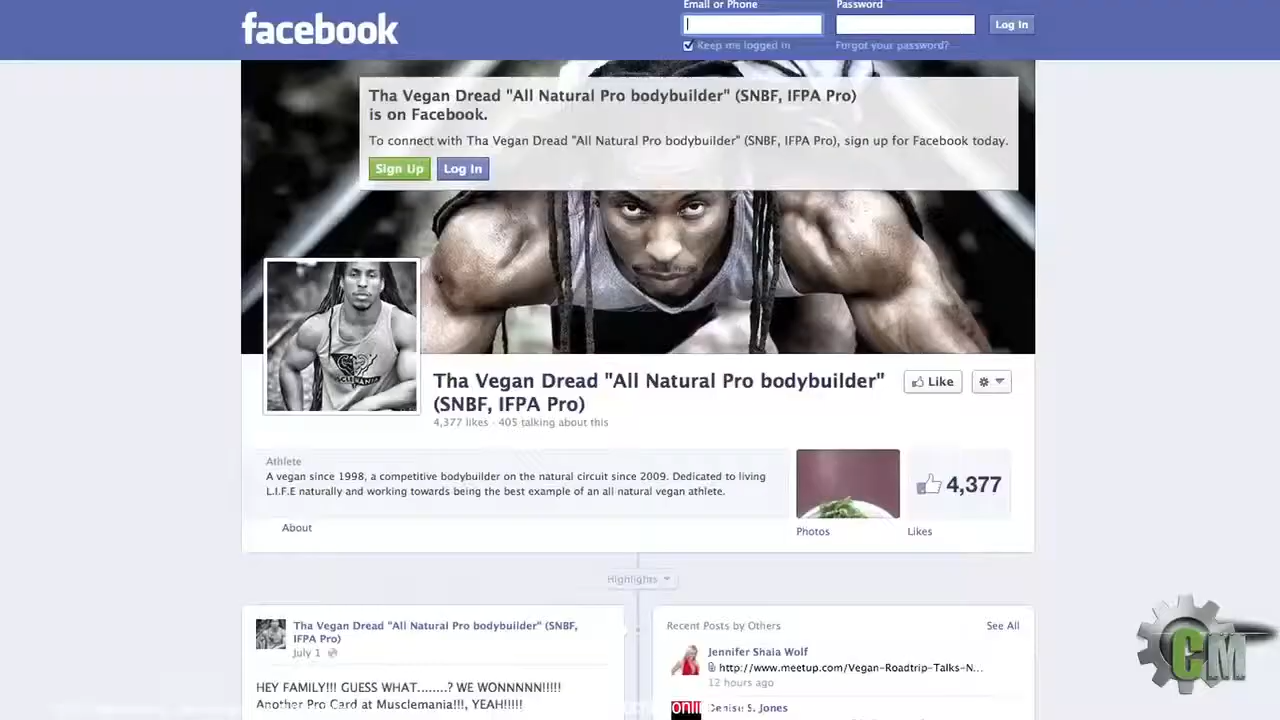 facebook
Email or Phone
Password
Log In
Keep me logged in
Forgot your password?
Tha Vegan Dread "All Natural Pro bodybuilder" (SNBF, IFPA Pro)
is on Facebook.
To connect with Tha Vegan Dread "All Natural Pro bodybuilder" (SNBF, IFPA Pro), sign up for Facebook today.
Sign Up
Log In
Tha Vegan Dread "All Natural Pro bodybuilder"
(SNBF, IFPA Pro)
Like
4,377 likes · 405 talking about this
Athlete
A vegan since 1998, a competitive bodybuilder on the natural circuit since 2009. Dedicated to living
L.I.F.E naturally and working towards being the best example of an all natural vegan athlete.
About
Photos
4,377
Likes
Highlights
Tha Vegan Dread "All Natural Pro bodybuilder" (SNBF,
IFPA Pro)
July 1
HEY FAMILY!!! GUESS WHAT........? WE WONNNNN!!!!!
Another Pro Card at Musclemania!!!, YEAH!!!!!
Recent Posts by Others
See All
Jennifer Shaia Wolf
http://www.meetup.com/Vegan-Roadtrip-Talks-N...
12 hours ago
Denise S. Jones
CM